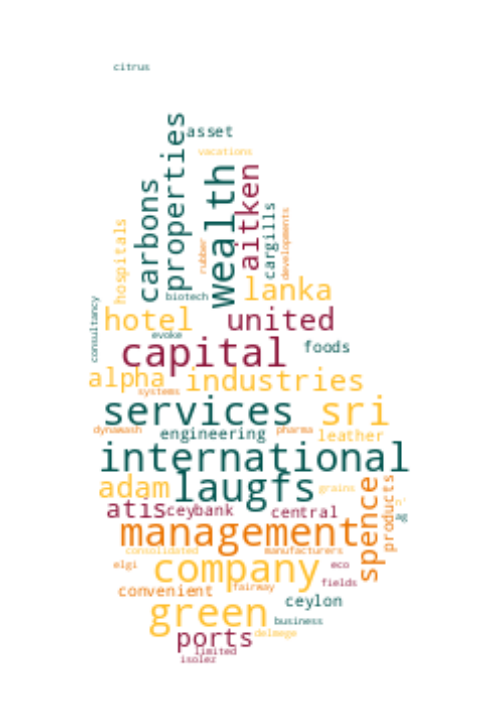 citrus
asset
vacations
properties
carbons
wealth
aitken
hospitals
rubber
cargills
developments
biotech
lanka
consultancy
hotel
united
evoke
capital
foods
alpha
industries
systems
services
sri
dynawash
engineering
pharma
leather
international
adam
laugfs
grains
spence
products
n'
atis
ceybank
central
ag
management
consolidated
manufacturers
elgi
company
eco
fields
convenient
fairway
green
ceylon
business
ports
delmege
limited
isolez